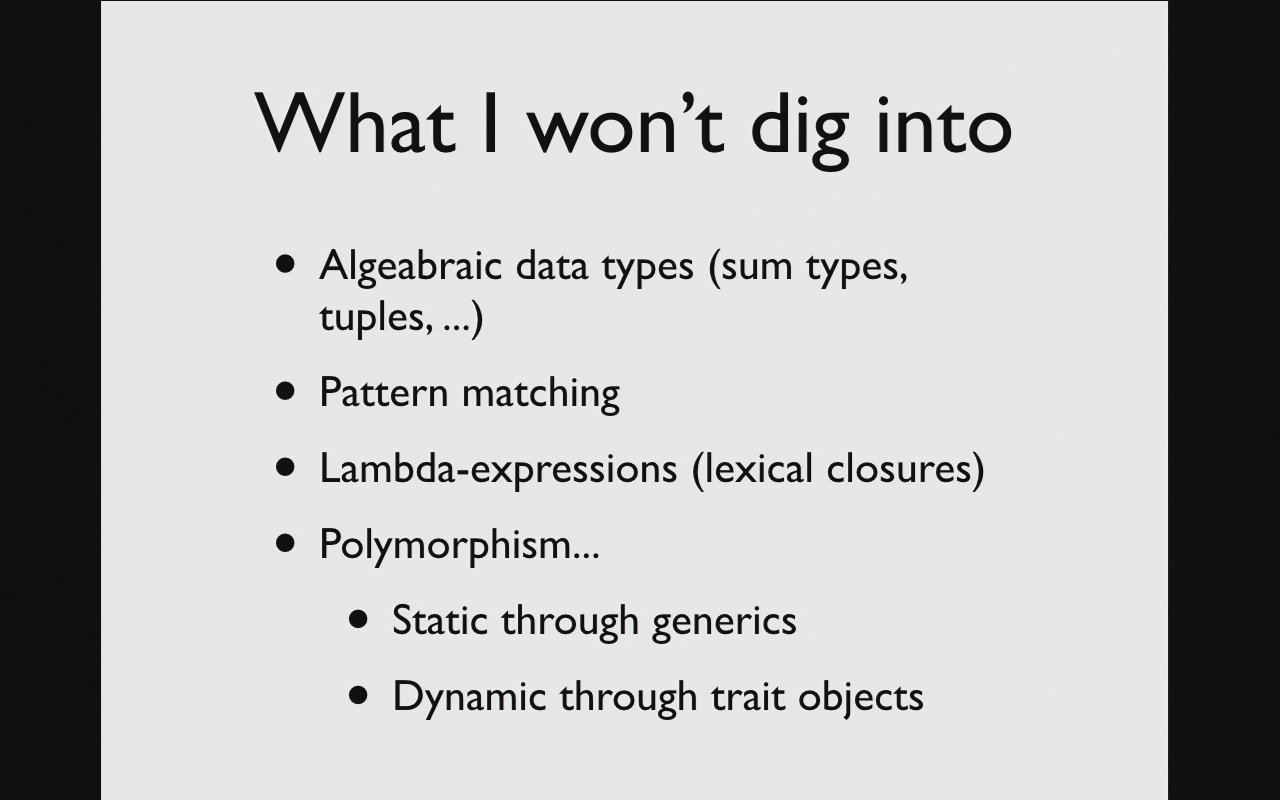 What I won’t dig into
• Algeabraic data types (sum types,
tuples, ...)
• Pattern matching
• Lambda-expressions (lexical closures)
• Polymorphism...
• Static through generics
• Dynamic through trait objects